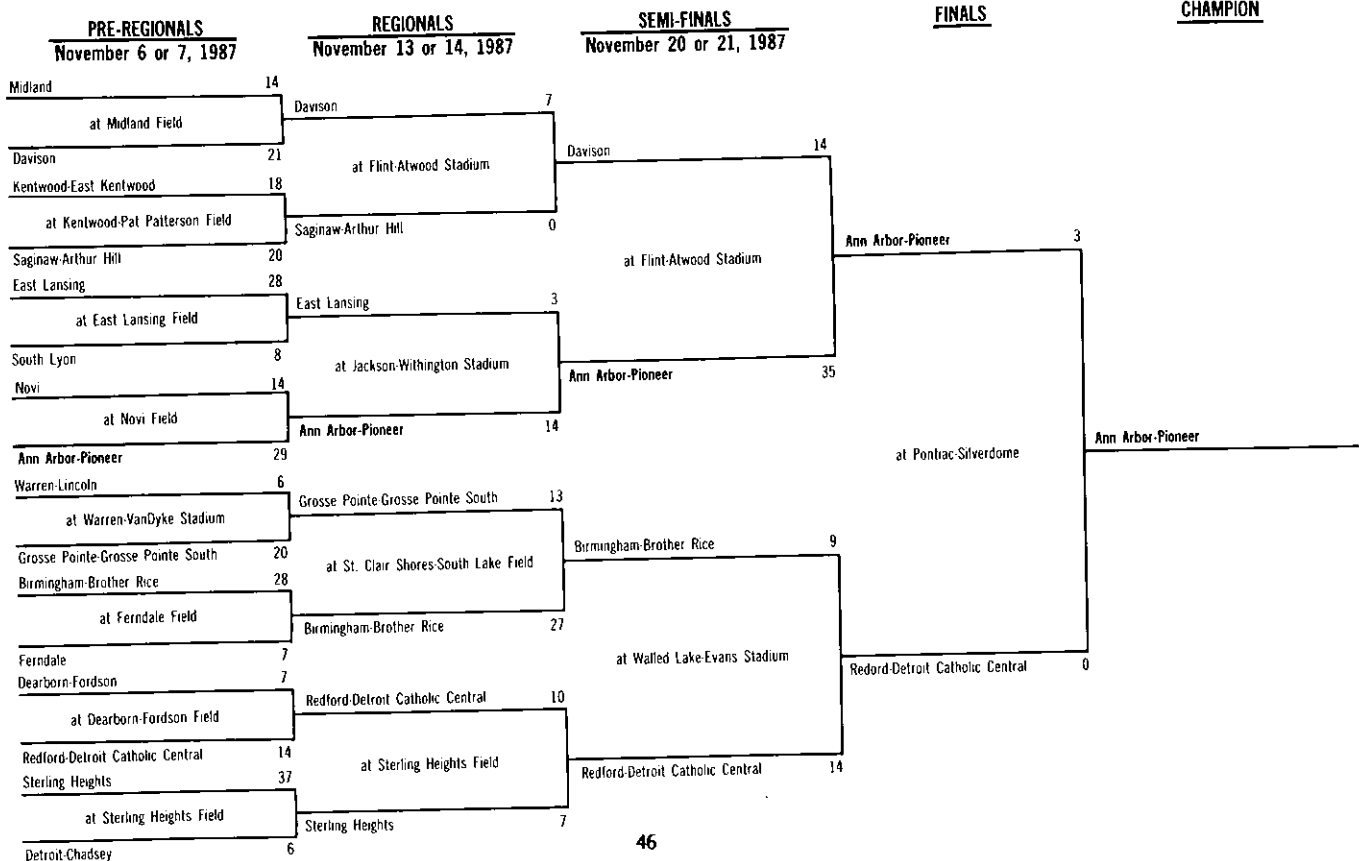 PRE-REGIONALS
November 6 or 7, 1987
REGIONALS
November 13 or 14, 1987
SEMI-FINALS
November 20 or 21, 1987
FINALS
CHAMPION
Midland 14
at Midland Field
Davison 21
Kentwood-East Kentwood 18
at Kentwood-Pat Patterson Field
Saginaw-Arthur Hill 20
East Lansing 28
at East Lansing Field
South Lyon 8
Novi 14
at Novi Field
Ann Arbor-Pioneer 29
Warren-Lincoln 6
at Warren-VanDyke Stadium
Grosse Pointe-Grosse Pointe South 20
Birmingham-Brother Rice 28
at Ferndale Field
Ferndale 7
Dearborn-Fordson 7
at Dearborn-Fordson Field
Redford-Detroit Catholic Central 14
Sterling Heights 37
at Sterling Heights Field
Detroit-Chadsey 6
Davison 7
at Flint-Atwood Stadium
Saginaw-Arthur Hill 0
East Lansing 3
at Jackson-Withington Stadium
Ann Arbor-Pioneer 14
Grosse Pointe-Grosse Pointe South 13
at St. Clair Shores-South Lake Field
Birmingham-Brother Rice 27
Redford-Detroit Catholic Central 10
at Sterling Heights Field
Sterling Heights 7
Davison 14
at Flint-Atwood Stadium
Ann Arbor-Pioneer 35
Birmingham-Brother Rice 9
at Walled Lake-Evans Stadium
Redford-Detroit Catholic Central 14
Ann Arbor-Pioneer 3
at Pontiac-Silverdome
Redord-Detroit Catholic Central 0
Ann Arbor-Pioneer
46